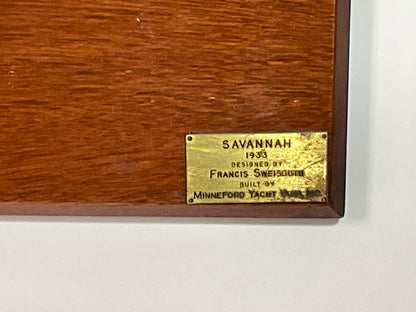 SAVANNAH
1933
DESIGNED BY
FRANCIS SWEISGUTH
BUILT BY
MINNEFORD YACHT YARD, INC.